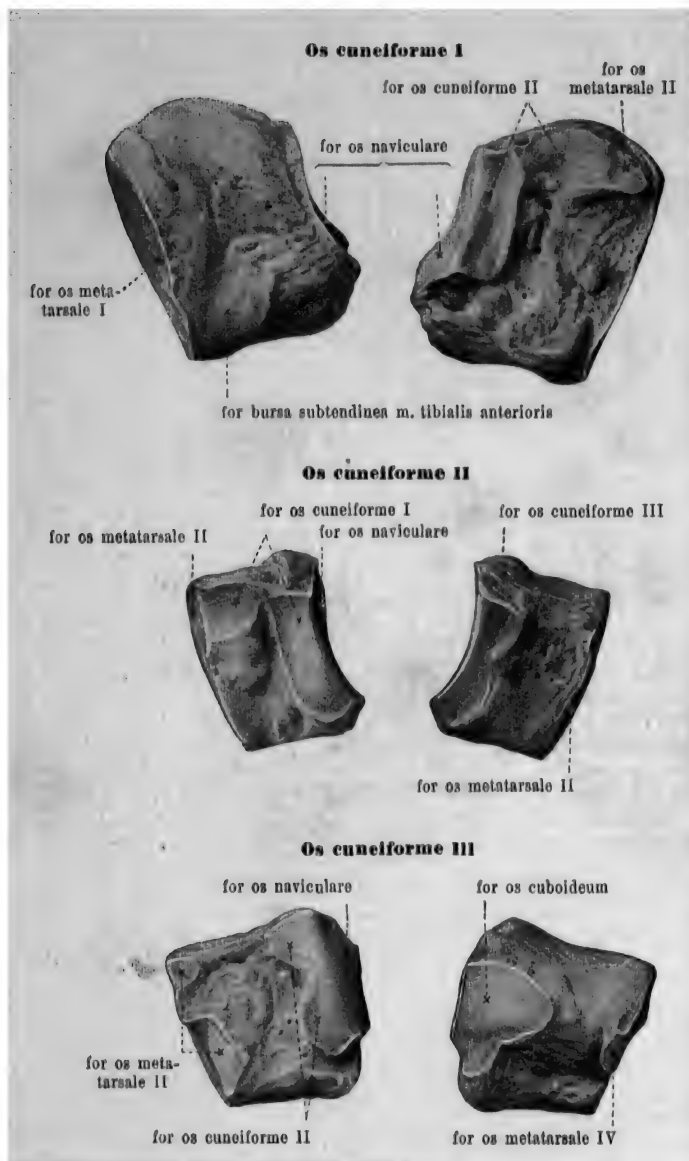 Os cuneiforme I
for os
metatarsale II
for os cuneiforme II
for os naviculare
for os meta-
tarsale I
for bursa subtendinea m. tibialis anterioris
Os cuneiforme II
for os cuneiforme I
for os cuneiforme III
for os metatarsale II
for os naviculare
for os metatarsale II
Os cuneiforme III
for os naviculare
for os cuboideum
for os meta-
tarsale II
for os cuneiforme II
for os metatarsale IV